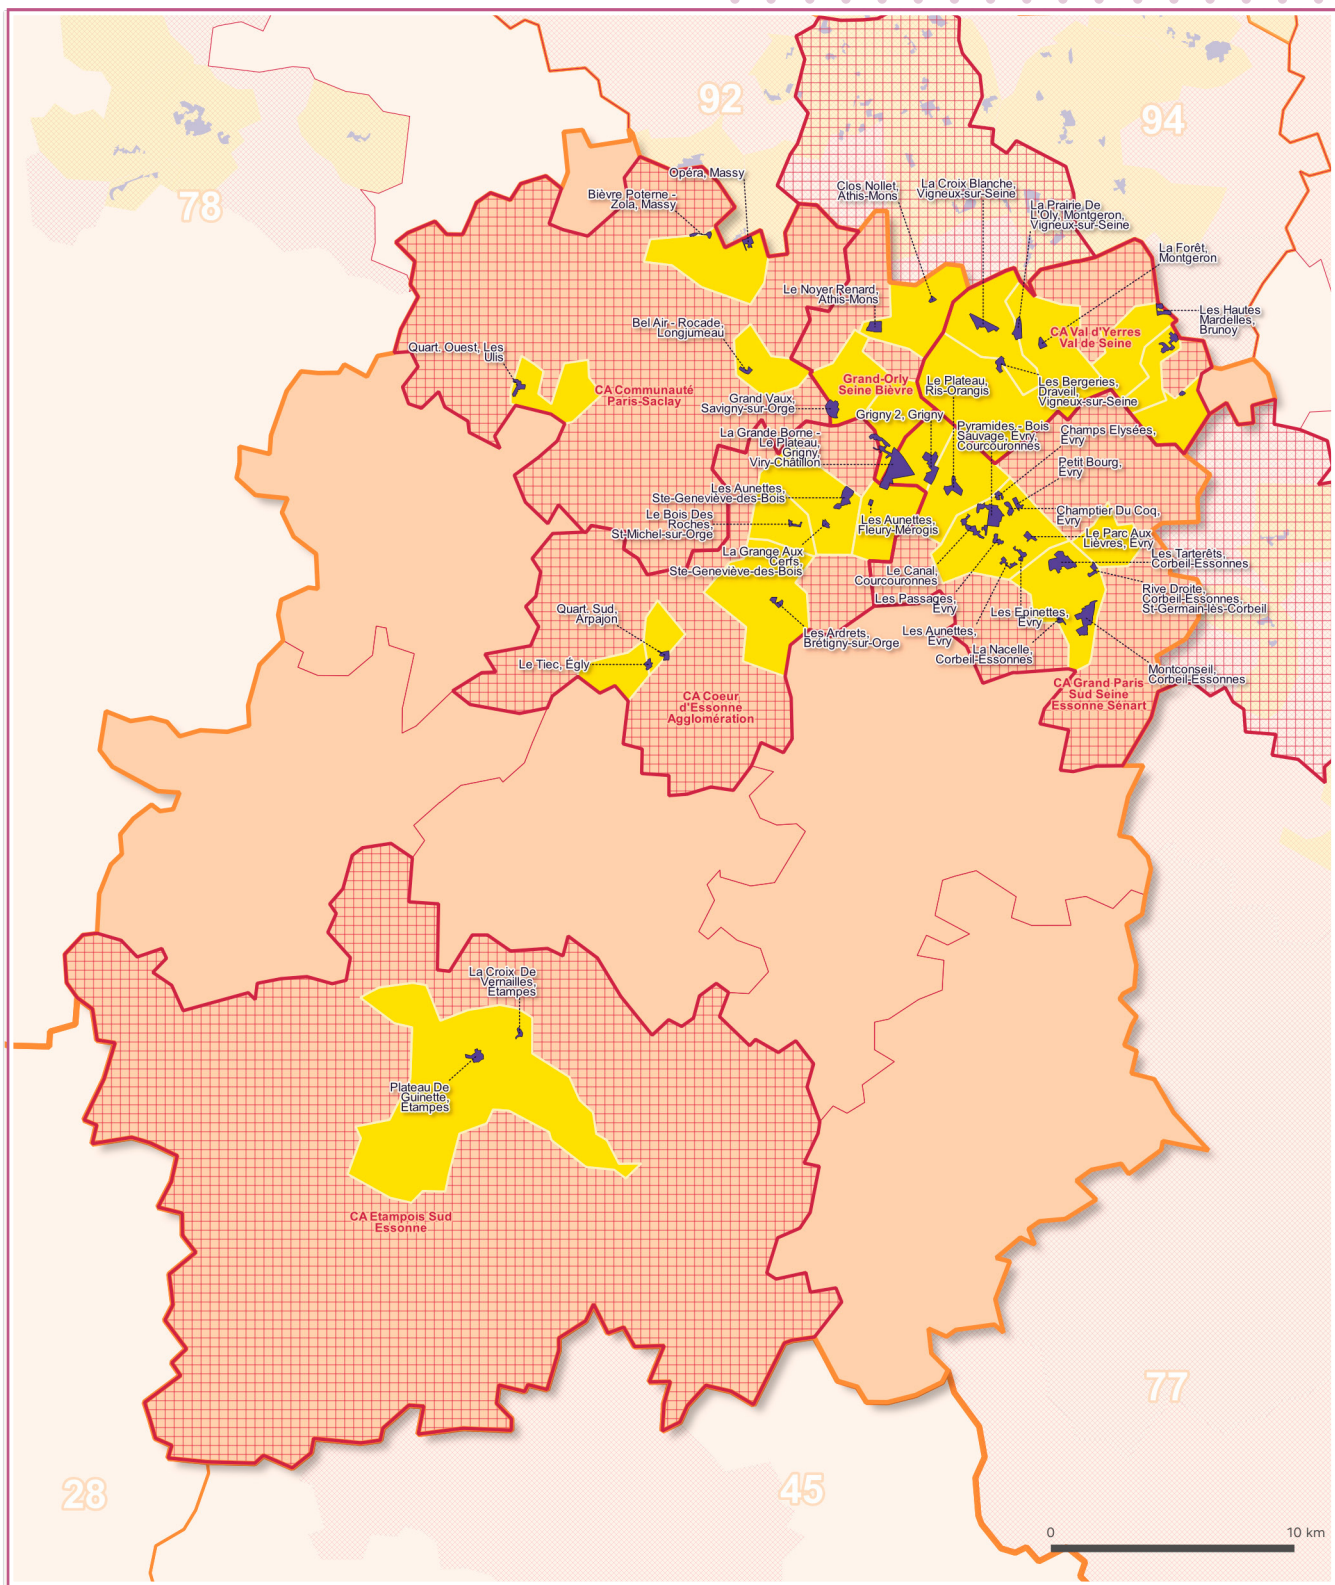 92
94
78
Opéra, Massy
Bièvre Poterne -
Zola, Massy
Clos Nollet,
Athis-Mons
La Croix Blanche,
Vigneux-sur-Seine
La Prairie De
L'Oly, Montgeron,
Vigneux-sur-Seine
La Forêt,
Montgeron
Le Noyer Renard,
Athis-Mons
Les Hautes
Mardelles,
Brunoy
Bel Air - Rocade,
Longjumeau
CA Val d'Yerres
Val de Seine
Quart. Ouest, Les
Ulis
CA Communauté
Paris-Saclay
Grand-Orly
Seine Bièvre
Le Plateau,
Ris-Orangis
Les Bergeries,
Draveil,
Vigneux-sur-Seine
Grand Vaux,
Savigny-sur-Orge
Grigny 2, Grigny
La Grande Borne -
Le Plateau,
Grigny,
Viry-Châtillon
Pyramides - Bois
Sauvage, Évry,
Courcouronnes
Champs Elysées,
Évry
Petit Bourg,
Évry
Les Aunettes,
Ste-Geneviève-des-Bois
Champtier Du Coq,
Évry
Le Bois Des
Roches,
St-Michel-sur-Orge
Les Aunettes,
Fleury-Mérogis
Le Parc Aux
Lièvres, Évry
La Grange Aux
Cerfs,
Ste-Geneviève-des-Bois
Les Tarterêts,
Corbeil-Essonnes
Le Canal,
Courcouronnes
Rive Droite,
Corbeil-Essonnes,
St-Germain-lès-Corbeil
Les Passages,
Évry
Quart. Sud,
Arpajon
Les Epinettes,
Évry
Les Ardrets,
Brétigny-sur-Orge
Les Aunettes,
Évry
La Nacelle,
Corbeil-Essonnes
Le Tiec, Égly
Montconseil,
Corbeil-Essonnes
CA Coeur
d'Essonne
Agglomération
CA Grand Paris
Sud Seine
Essonne Sénart
La Croix De
Vernailles,
Étampes
Plateau De
Guinette,
Étampes
CA Etampois Sud
Essonne
77
28
45
0 10 km